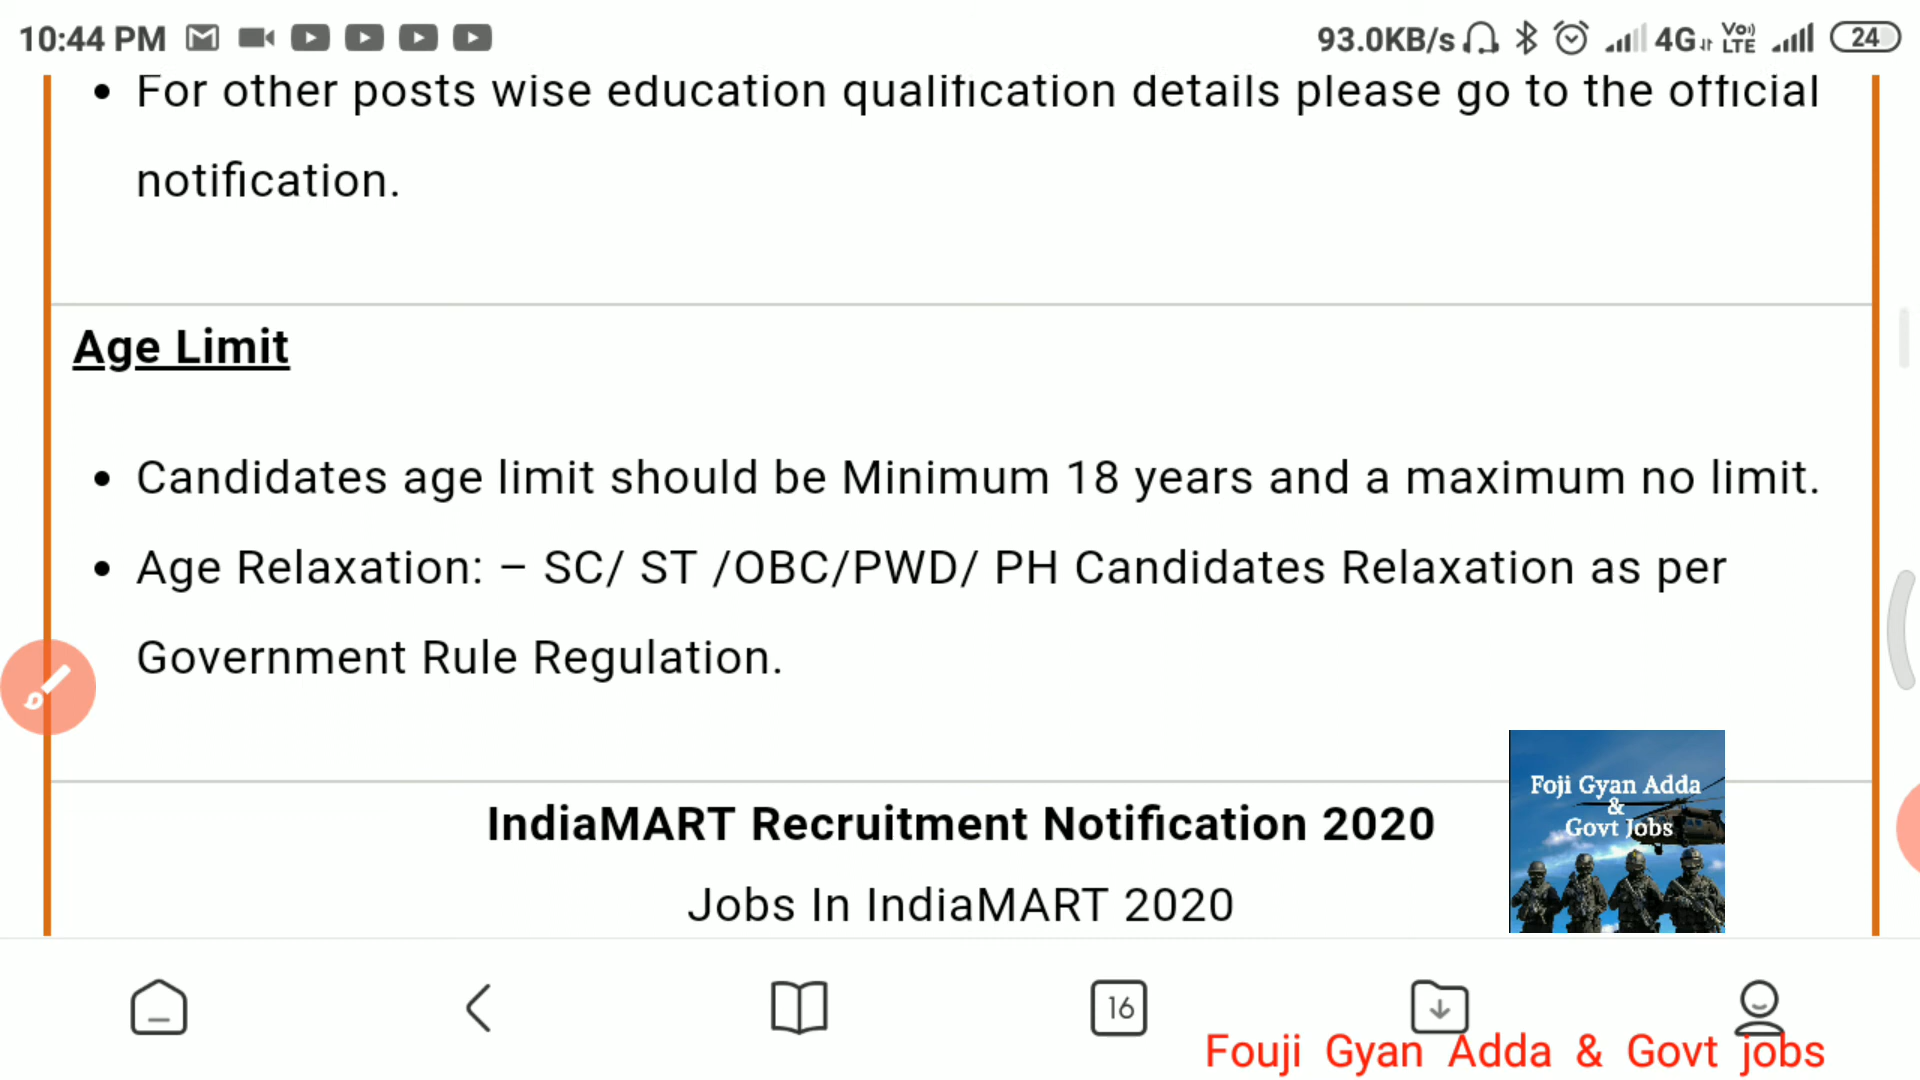 10:44 PM 93.0KB/s 4G Vo) LTE 24
• For other posts wise education qualification details please go to the official
notification.
Age Limit
• Candidates age limit should be Minimum 18 years and a maximum no limit.
• Age Relaxation: – SC/ ST /OBC/PWD/ PH Candidates Relaxation as per
Government Rule Regulation.
Foji Gyan Adda
&
Govt Jobs
IndiaMART Recruitment Notification 2020
Jobs In IndiaMART 2020
16
Fouji Gyan Adda & Govt jobs